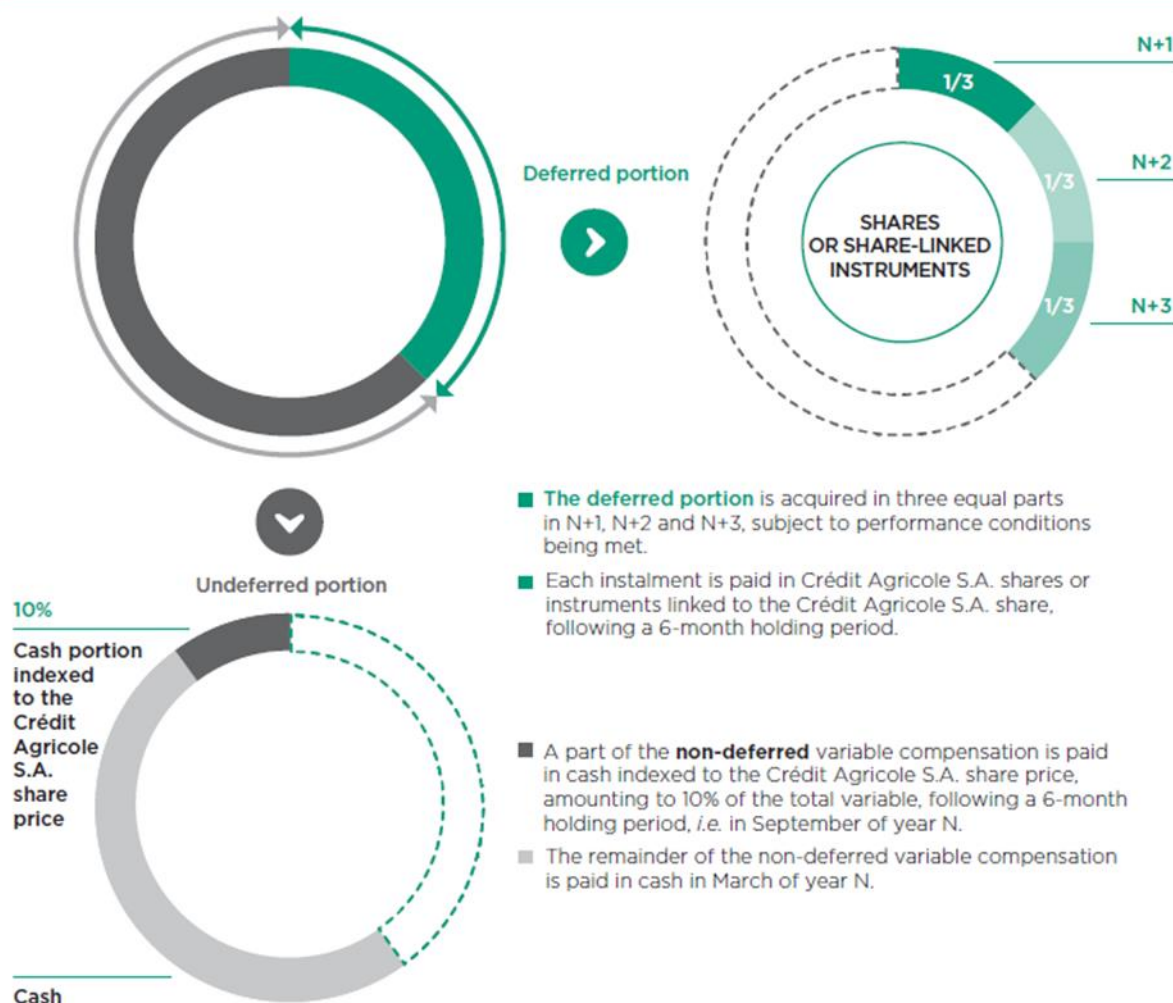 N+1
1/3
Deferred portion
N+2
1/3
SHARES
OR SHARE-LINKED
INSTRUMENTS
1/3
N+3
The deferred portion is acquired in three equal parts
in N+1, N+2 and N+3, subject to performance conditions
being met.
Each instalment is paid in Crédit Agricole S.A. shares or
instruments linked to the Crédit Agricole S.A. share,
following a 6-month holding period.
Undeferred portion
10%
Cash portion
indexed
to the
Crédit
Agricole
S.A.
share
price
A part of the non-deferred variable compensation is paid
in cash indexed to the Crédit Agricole S.A. share price,
amounting to 10% of the total variable, following a 6-month
holding period, i.e. in September of year N.
The remainder of the non-deferred variable compensation
is paid in cash in March of year N.
Cash